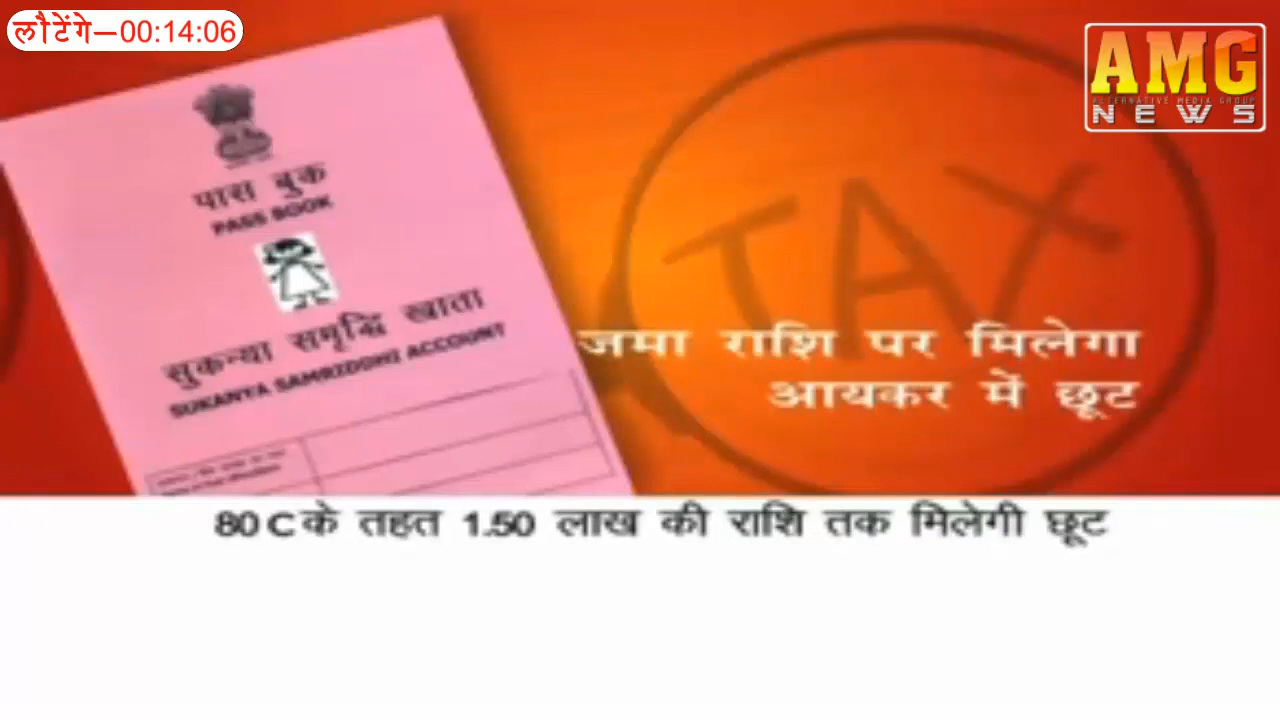 लौटेंगे–00:14:06
AMG
ALTERNATIVE MEDIA GROUP
NEWS
पास बुक
PASS BOOK
सुकन्या समृद्धि खाता
SUKANYA SAMRIDDHI ACCOUNT
TAX
जमा राशि पर मिलेगा
आयकर में छूट
80 C के तहत 1.50 लाख की राशि तक मिलेगी छूट